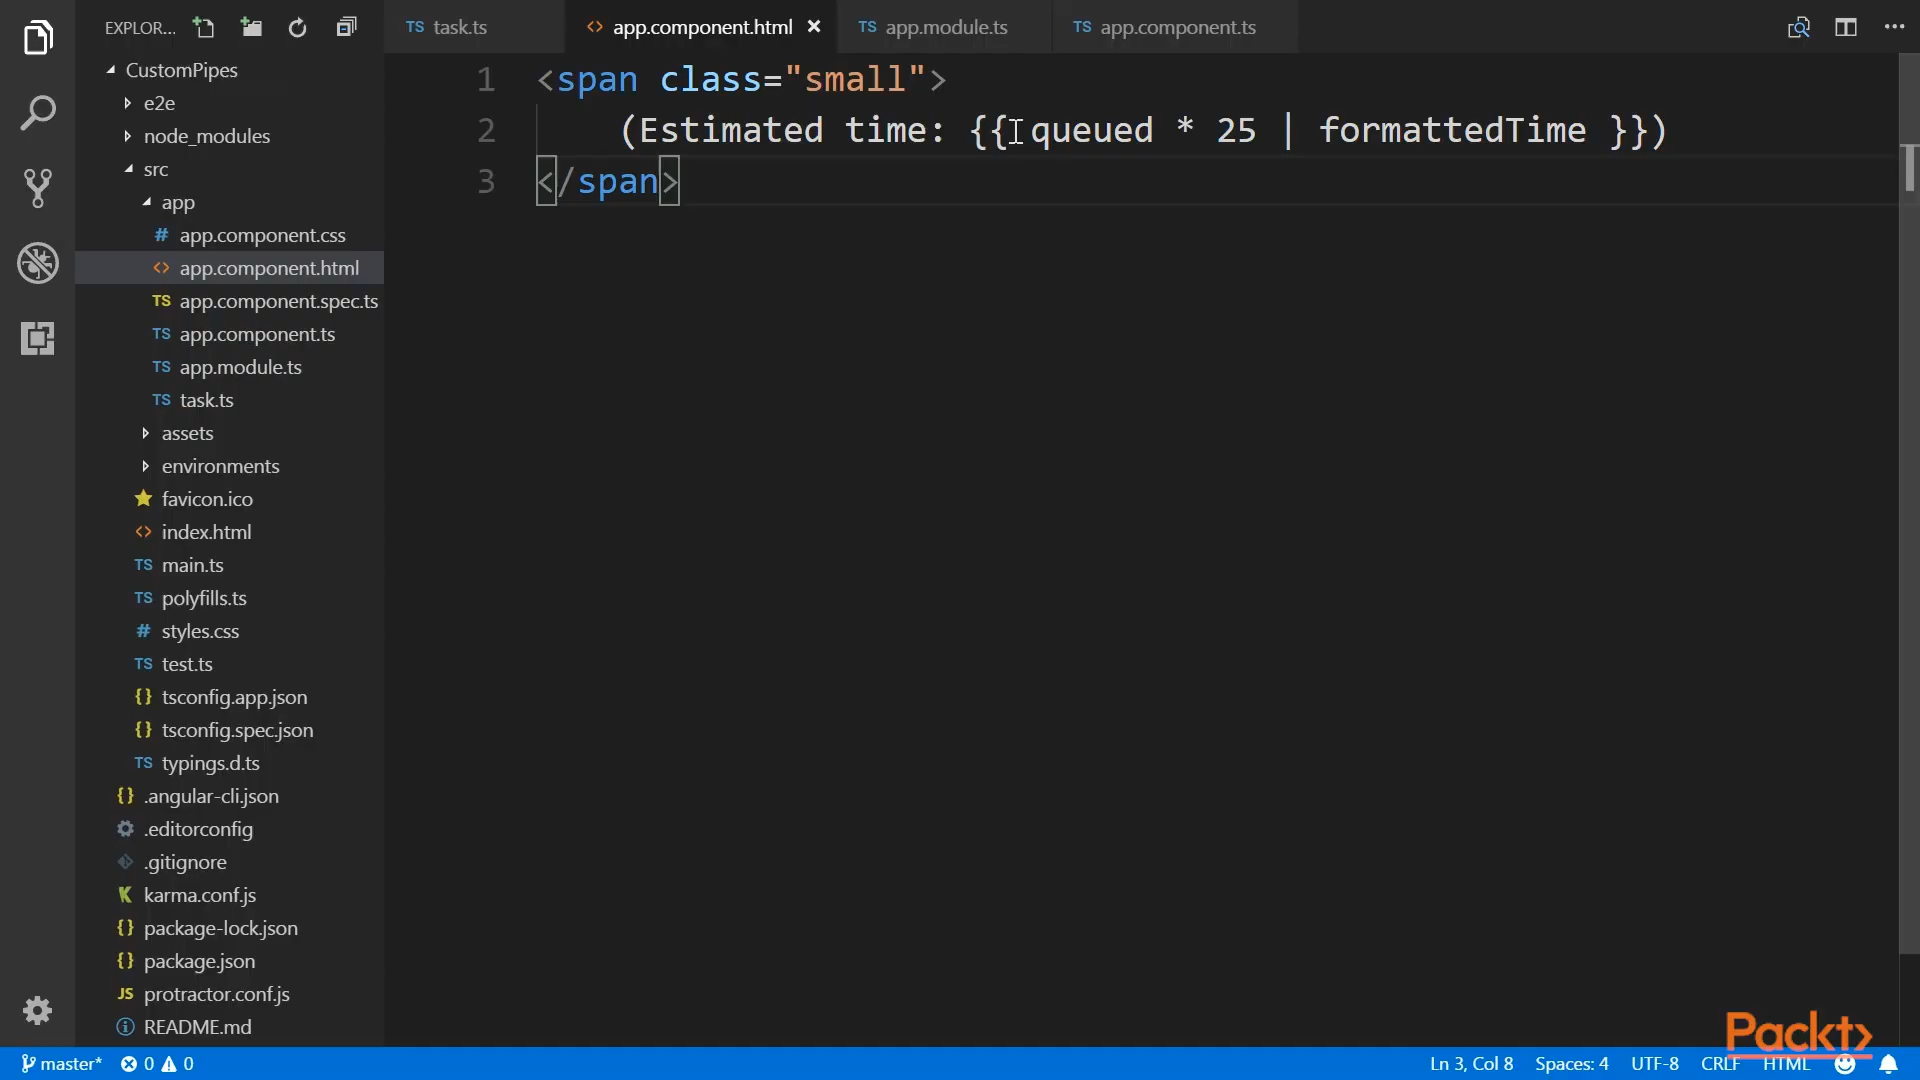 EXPLOR...
TS task.ts
<> app.component.html ×
TS app.module.ts
TS app.component.ts
...
CustomPipes
e2e
node_modules
src
app
# app.component.css
<> app.component.html
TS app.component.spec.ts
TS app.component.ts
TS app.module.ts
TS task.ts
assets
environments
favicon.ico
<> index.html
TS main.ts
TS polyfills.ts
# styles.css
TS test.ts
{} tsconfig.app.json
{} tsconfig.spec.json
TS typings.d.ts
{} .angular-cli.json
.editorconfig
.gitignore
K karma.conf.js
{} package-lock.json
{} package.json
JS protractor.conf.js
README.md
1 <span class="small">
2 (Estimated time: {{ queued * 25 | formattedTime }})
3 </span>
Packt>
master* 0 0
Ln 3, Col 8 Spaces: 4 UTF-8 CRLF HTML